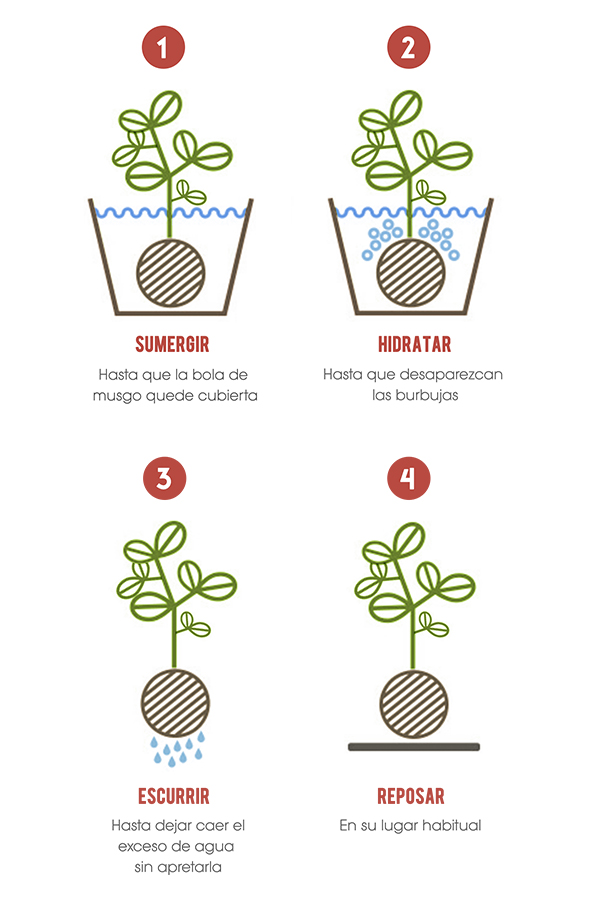 1
2
SUMERGIR
Hasta que la bola de
musgo quede cubierta
HIDRATAR
Hasta que desaparezcan
las burbujas
3
4
ESCURRIR
Hasta dejar caer el
exceso de agua
sin apretarla
REPOSAR
En su lugar habitual